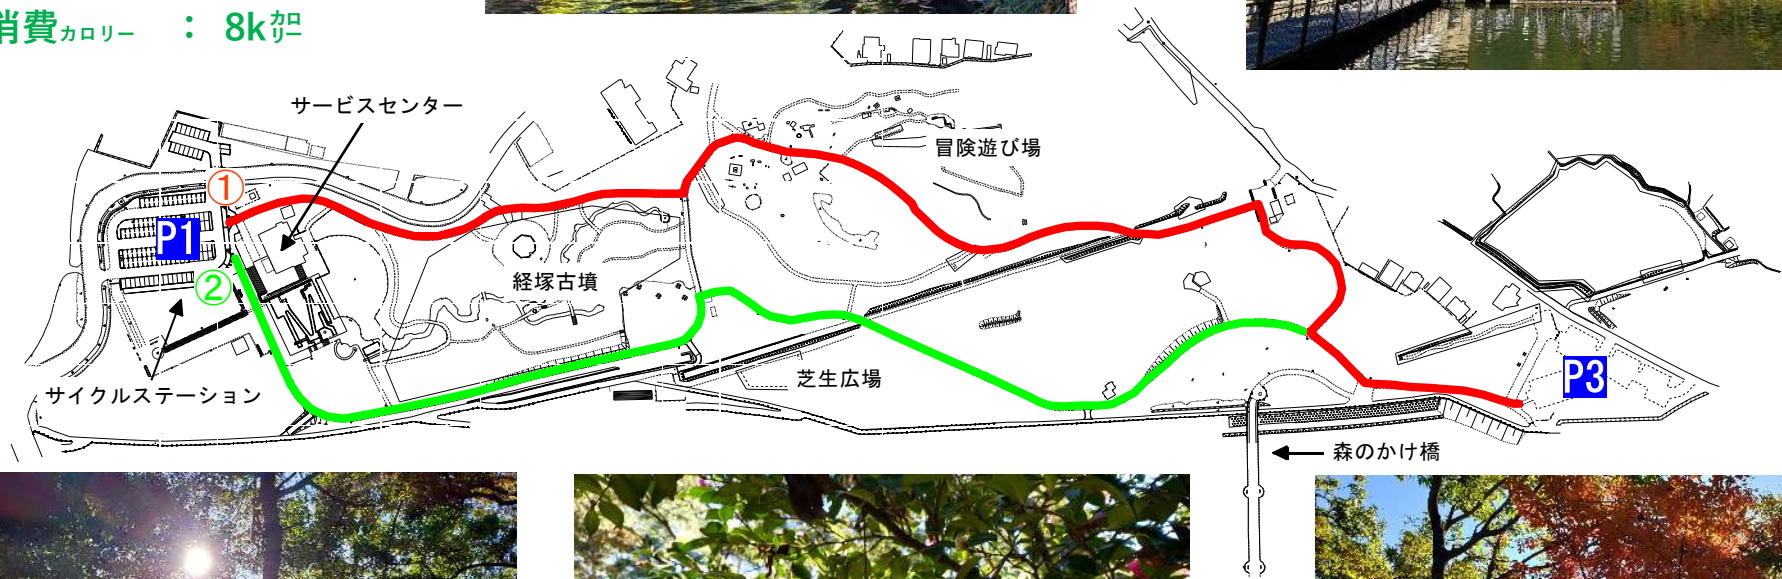 消費カロリー : 8kカロリー
サービスセンター
冒険遊び場
①
P1
経塚古墳
②
P3
芝生広場
サイクルステーション
森のかけ橋